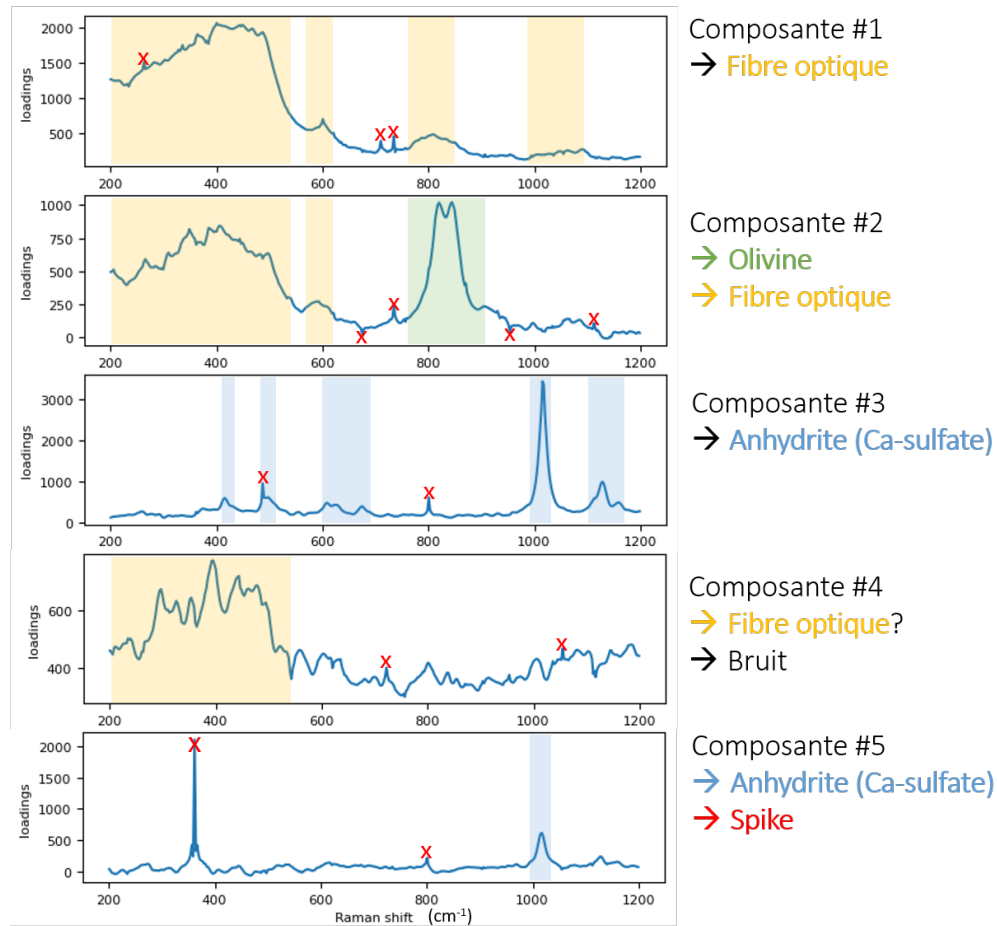 Composante #1
→ Fibre optique
loadings
2000
1500
1000
500
X
X
X
200
400
600
800
1000
1200
Composante #2
→ Olivine
→ Fibre optique
loadings
1000
750
500
250
0
X
X
X
X
200
400
600
800
1000
1200
Composante #3
→ Anhydrite (Ca-sulfate)
loadings
3000
2000
1000
0
X
X
200
400
600
800
1000
1200
Composante #4
→ Fibre optique?
→ Bruit
loadings
600
400
X
X
200
400
600
800
1000
1200
Composante #5
→ Anhydrite (Ca-sulfate)
→ Spike
loadings
2000
1500
1000
500
0
X
X
X
200
400
600
800
1000
1200
Raman shift (cm⁻¹)